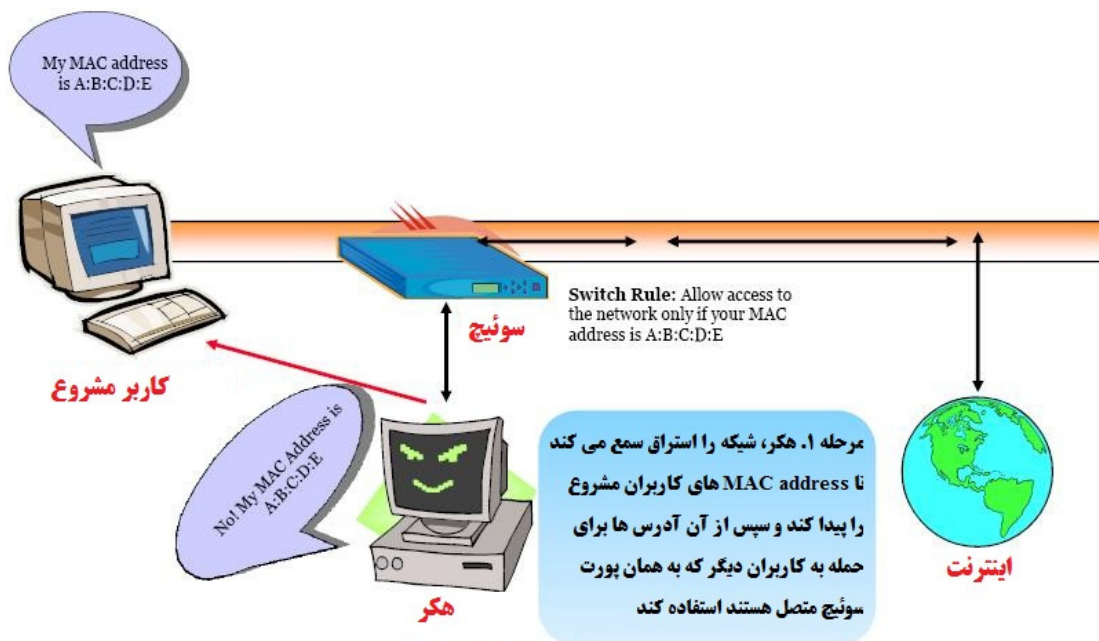 My MAC address
is A:B:C:D:E
Switch Rule: Allow access to
the network only if your MAC
address is A:B:C:D:E
سوئیچ
کاربر مشروع
No! My MAC Address is
A:B:C:D:E
هکر
مرحله 1. هکر، شبکه را استراق سمع می کند
تا MAC address های کاربران مشروع
را پیدا کند و سپس از آن آدرس ها برای
حمله به کاربران دیگر که به همان پورت
سوئیچ متصل هستند استفاده کند
اینترنت